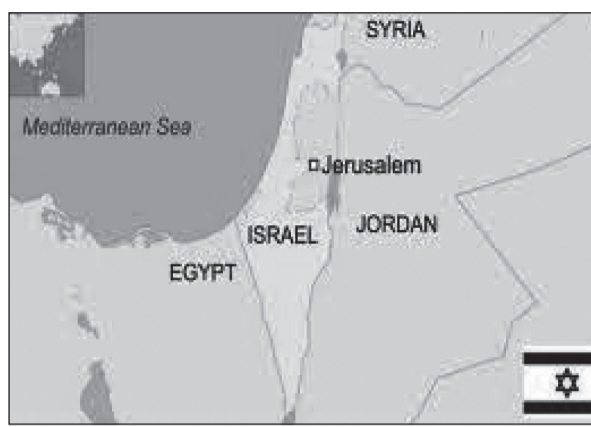 SYRIA
Mediterranean Sea
Jerusalem
ISRAEL
JORDAN
EGYPT